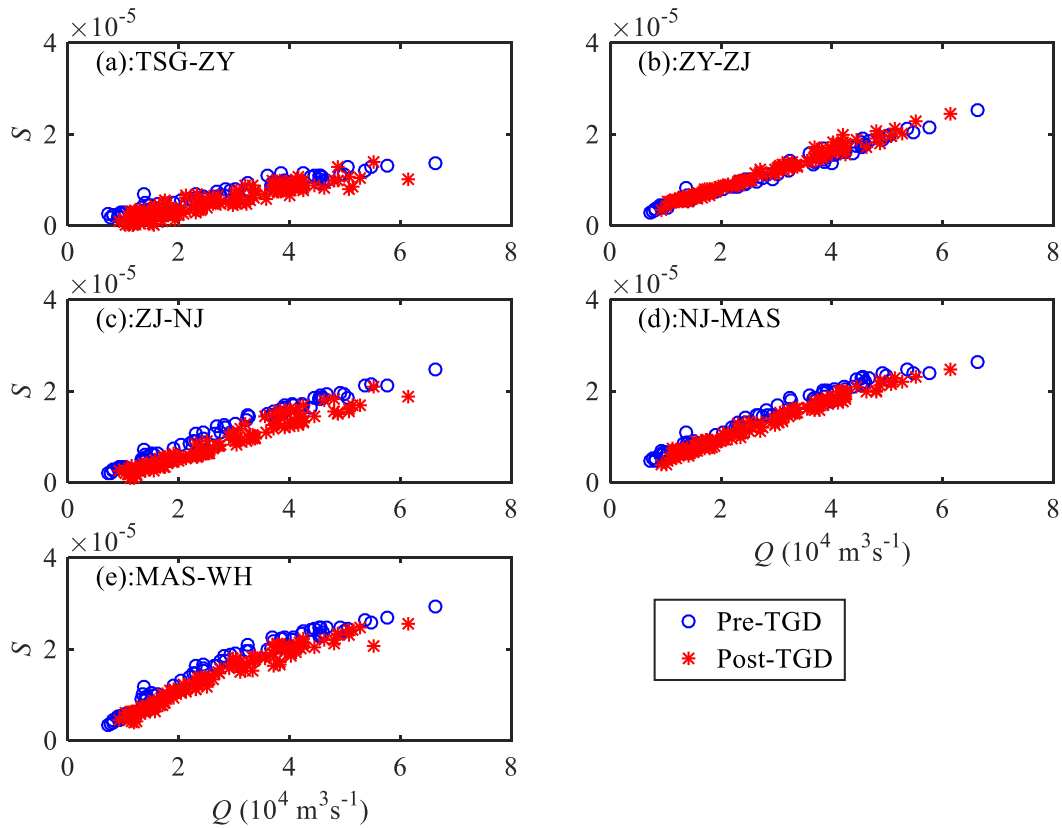 ×10⁻⁵
4
(a):TSG-ZY
S
2
0
0 2 4 6 8
×10⁻⁵
4
(b):ZY-ZJ
2
0
0 2 4 6 8
×10⁻⁵
4
(c):ZJ-NJ
S
2
0
0 2 4 6 8
×10⁻⁵
4
(d):NJ-MAS
2
0
0 2 4 6 8
Q (10⁴ m³s⁻¹)
×10⁻⁵
4
(e):MAS-WH
S
2
0
0 2 4 6 8
Q (10⁴ m³s⁻¹)
Pre-TGD
Post-TGD